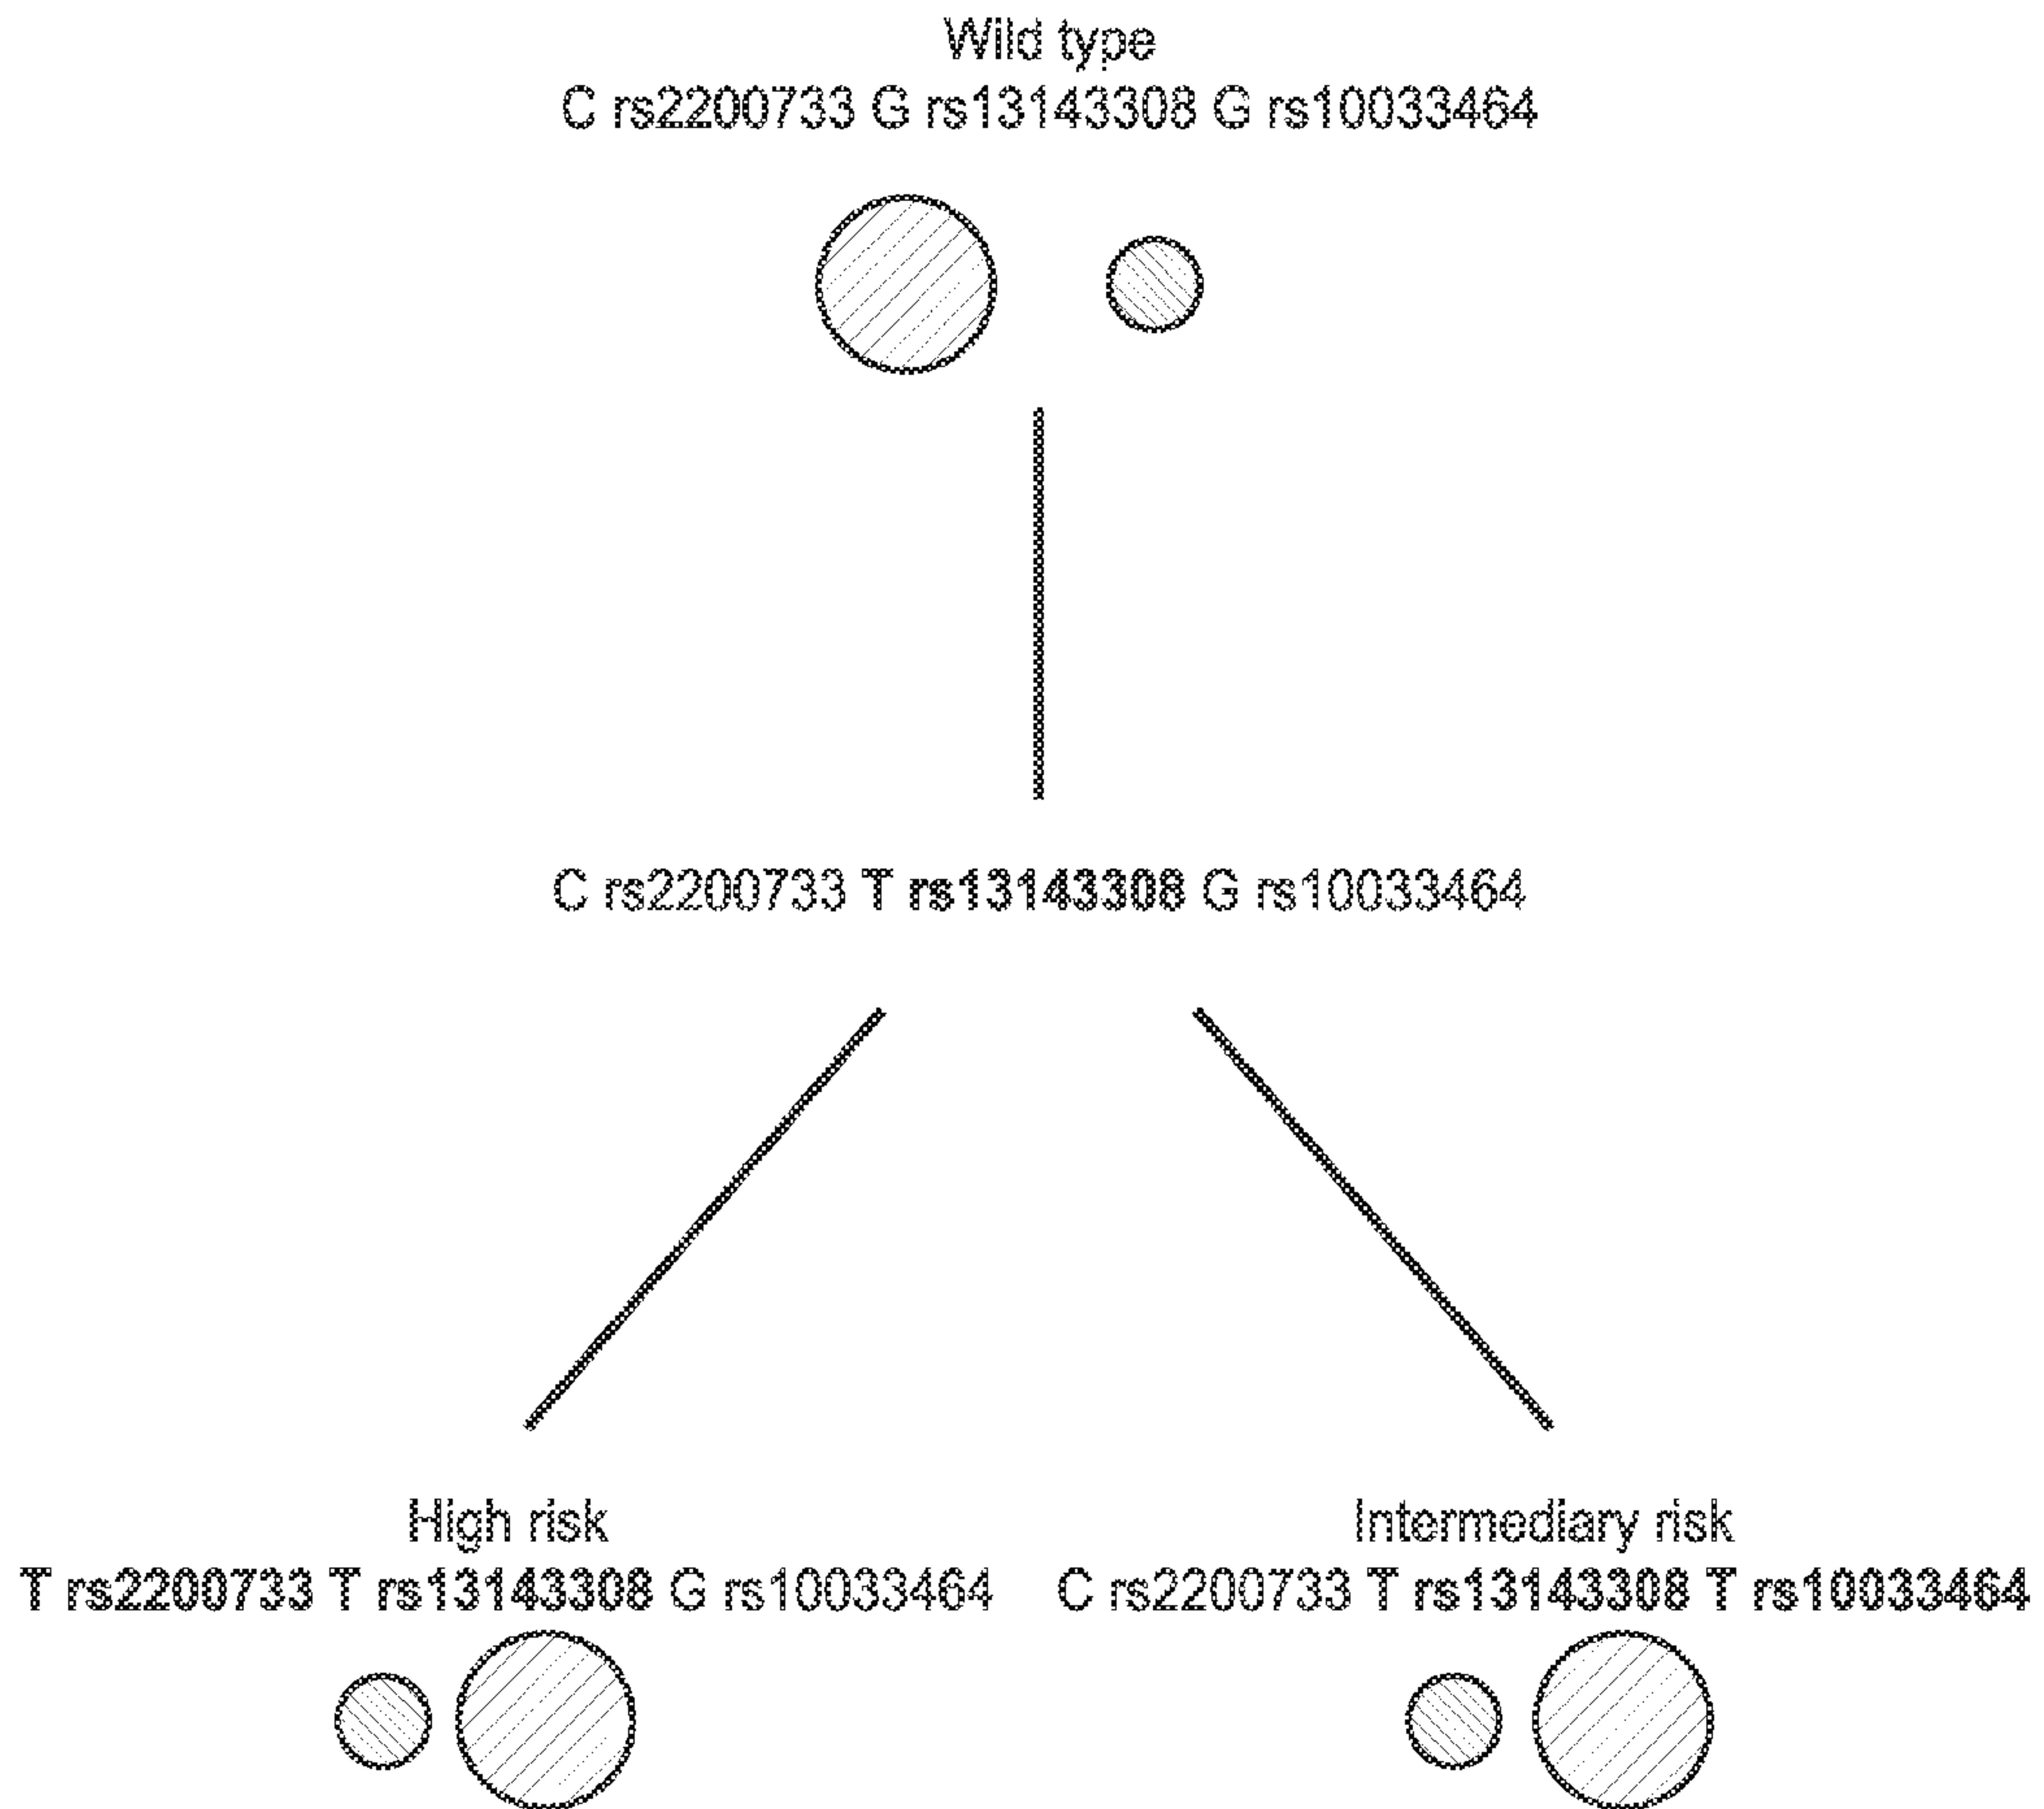 Wild type
C rs2200733 G rs13143308 G rs10033464
C rs2200733 T rs13143308 G rs10033464
High risk
T rs2200733 T rs13143308 G rs10033464
Intermediary risk
C rs2200733 T rs13143308 T rs10033464